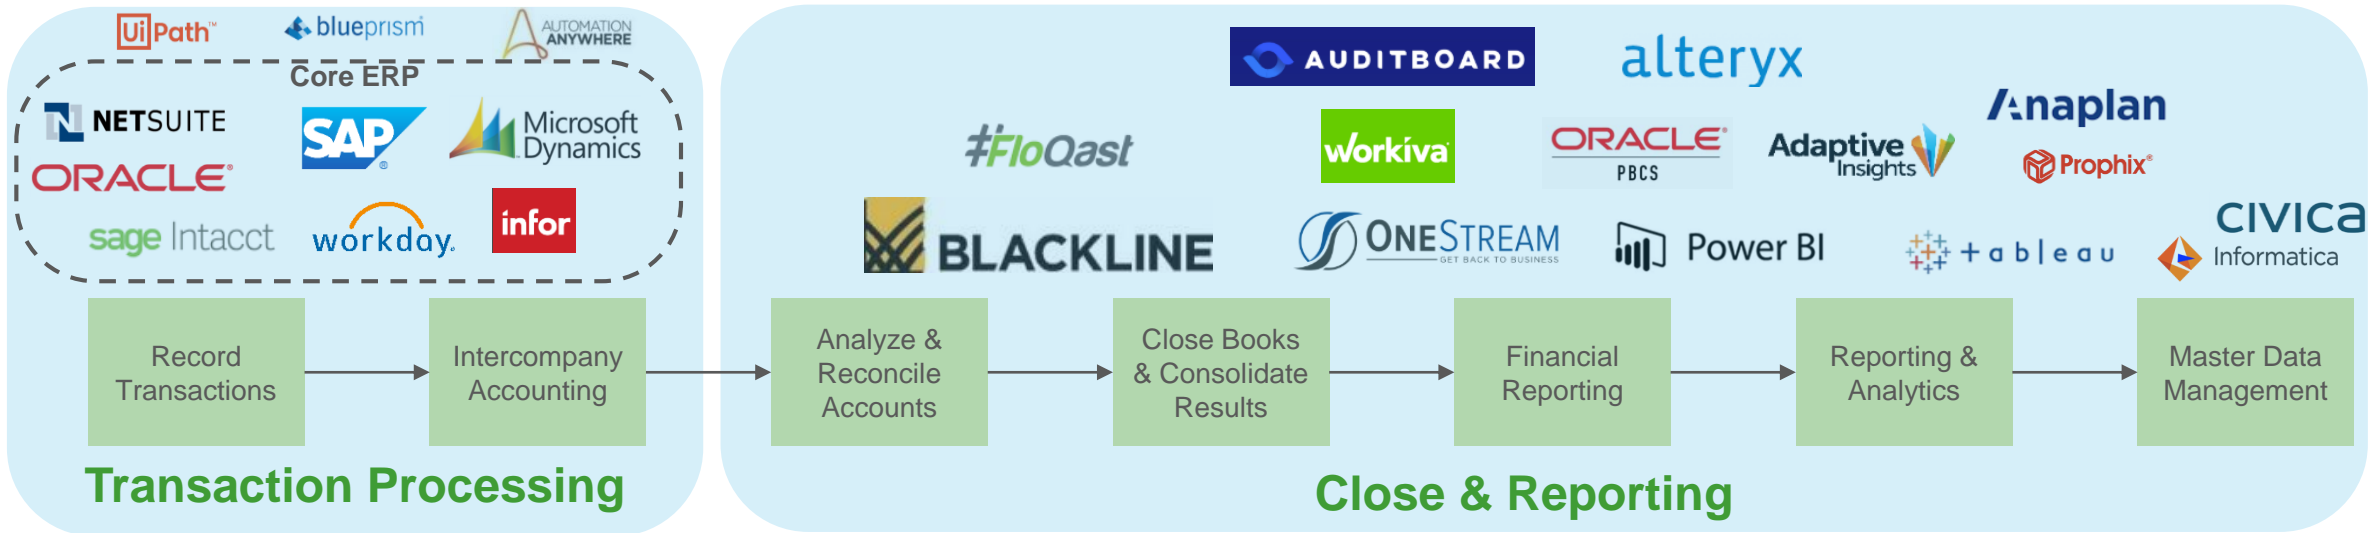 UiPath™
blueprism
AUTOMATION
ANYWHERE
Core ERP
NETSUITE
SAP®
Microsoft
Dynamics
ORACLE®
sage Intacct
workday.
infor
Record
Transactions
Intercompany
Accounting
Transaction Processing
AUDITBOARD
alteryx
Anaplan
#FloQast
workiva
ORACLE®
PBCS
Adaptive
Insights
Prophix®
BLACKLINE
ONESTREAM
GET BACK TO BUSINESS
Power BI
+ a b l e a u
CIVICA
Informatica
Analyze &
Reconcile
Accounts
Close Books
& Consolidate
Results
Financial
Reporting
Reporting &
Analytics
Master Data
Management
Close & Reporting